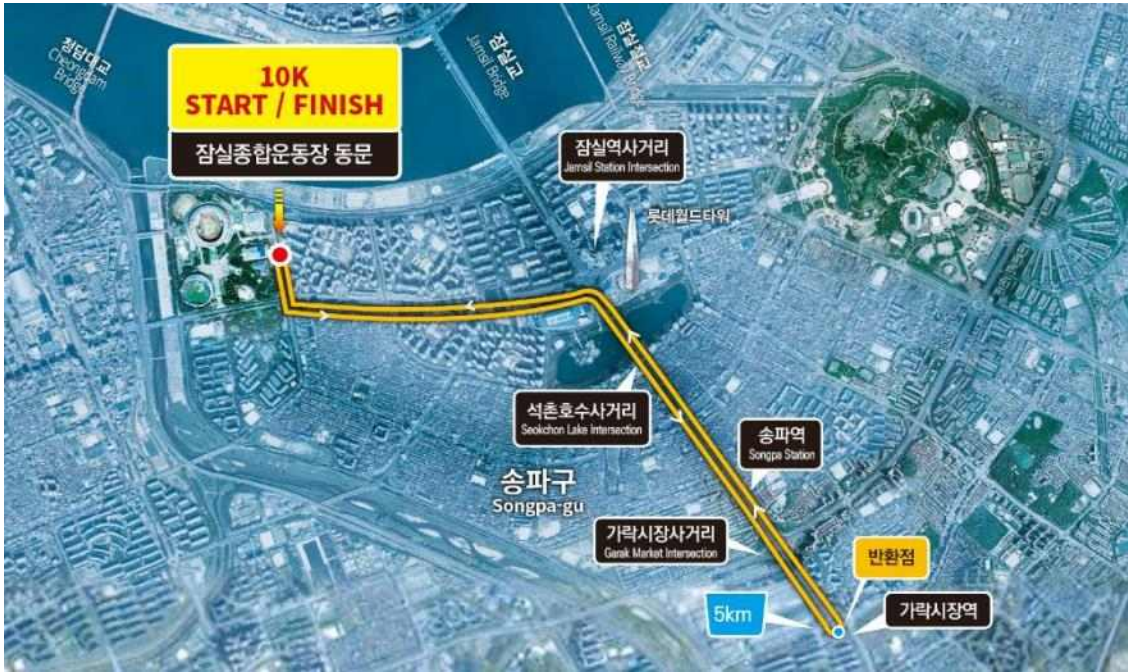 청담대교
Cheongdam
Bridge
10K
START / FINISH
잠실종합운동장 동문
잠실교
Jamsil Bridge
잠실철교
Jamsil Railway Bridge
잠실역사거리
Jamsil Station Intersection
롯데월드타워
석촌호수사거리
Seokchon Lake Intersection
송파역
Songpa Station
송파구
Songpa-gu
가락시장사거리
Garak Market Intersection
반환점
5km
가락시장역